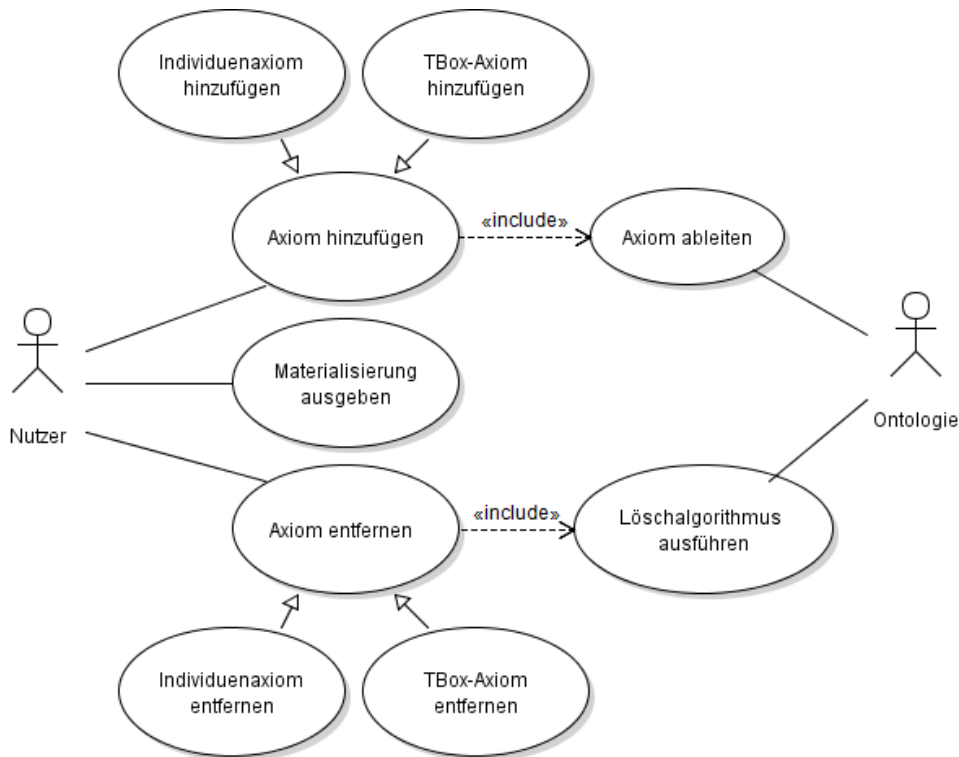 Individuenaxiom
hinzufügen
TBox-Axiom
hinzufügen
Axiom hinzufügen
«include»
Axiom ableiten
Materialisierung
ausgeben
Nutzer
Ontologie
Axiom entfernen
«include»
Löschalgorithmus
ausführen
Individuenaxiom
entfernen
TBox-Axiom
entfernen